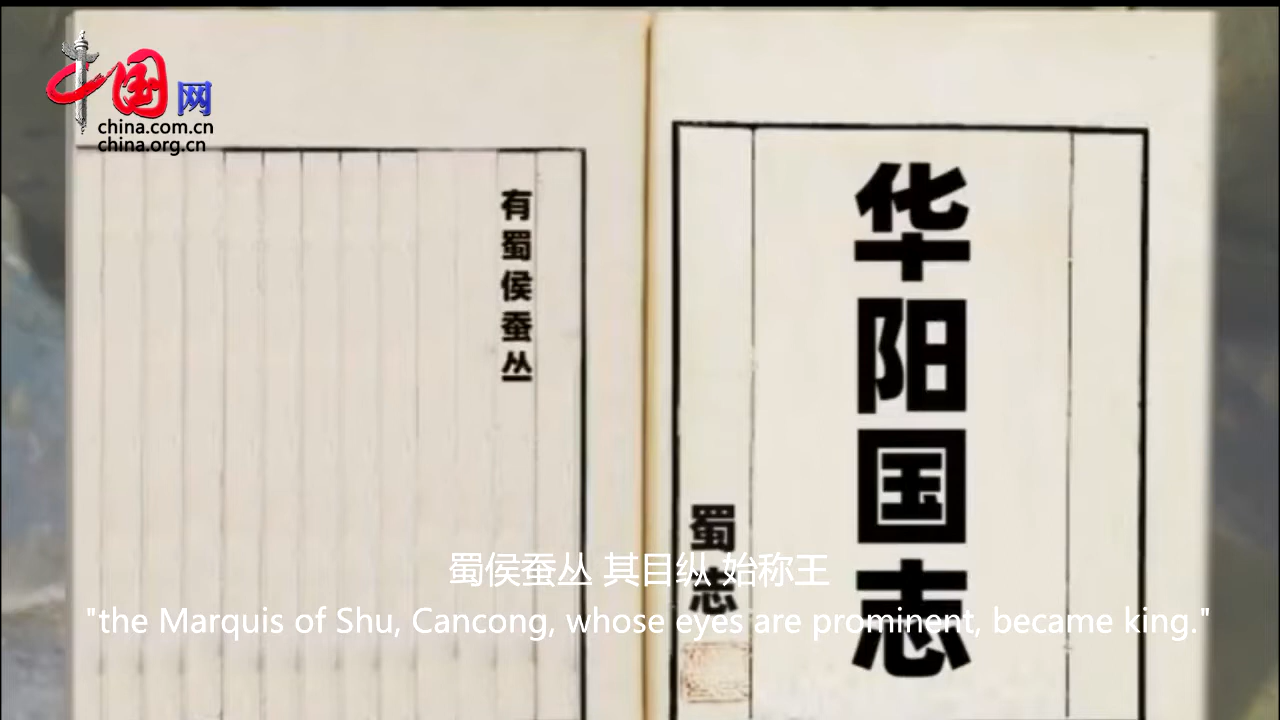 中国网
china.com.cn
china.org.cn
华阳国志
蜀志
有蜀侯蚕丛
蜀侯蚕丛 其目纵 始称王
"the Marquis of Shu, Cancong, whose eyes are prominent, became king."